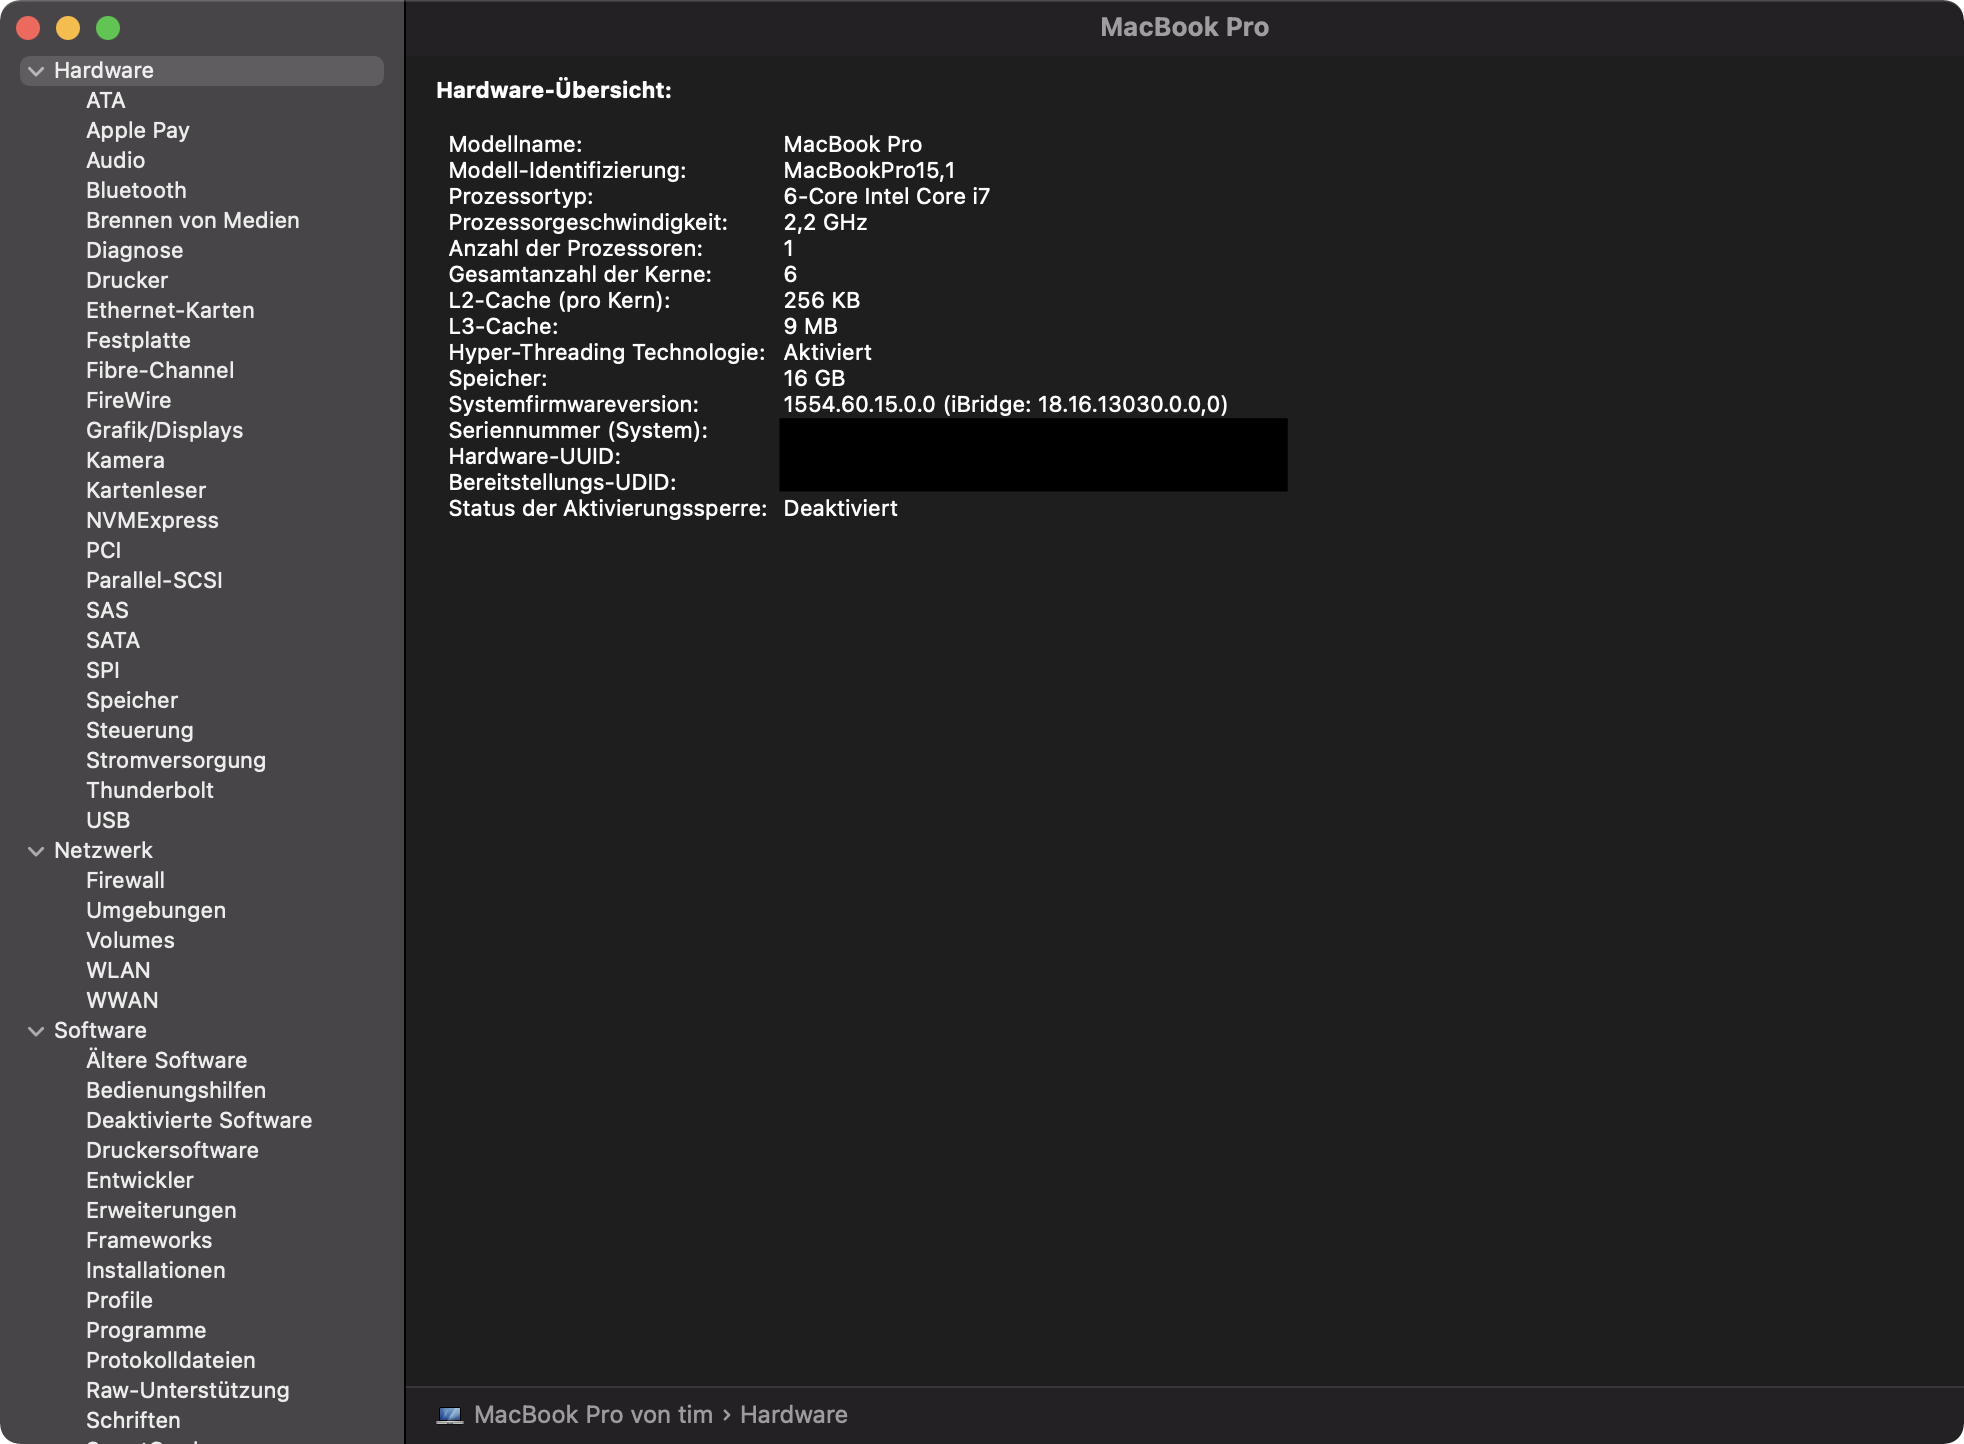 MacBook Pro
Hardware
ATA
Apple Pay
Audio
Bluetooth
Brennen von Medien
Diagnose
Drucker
Ethernet-Karten
Festplatte
Fibre-Channel
FireWire
Grafik/Displays
Kamera
Kartenleser
NVMExpress
PCI
Parallel-SCSI
SAS
SATA
SPI
Speicher
Steuerung
Stromversorgung
Thunderbolt
USB
Netzwerk
Firewall
Umgebungen
Volumes
WLAN
WWAN
Software
Ältere Software
Bedienungshilfen
Deaktivierte Software
Druckersoftware
Entwickler
Erweiterungen
Frameworks
Installationen
Profile
Programme
Protokolldateien
Raw-Unterstützung
Schriften
Hardware-Übersicht:
Modellname: MacBook Pro
Modell-Identifizierung: MacBookPro15,1
Prozessortyp: 6-Core Intel Core i7
Prozessorgeschwindigkeit: 2,2 GHz
Anzahl der Prozessoren: 1
Gesamtanzahl der Kerne: 6
L2-Cache (pro Kern): 256 KB
L3-Cache: 9 MB
Hyper-Threading Technologie: Aktiviert
Speicher: 16 GB
Systemfirmwareversion: 1554.60.15.0.0 (iBridge: 18.16.13030.0.0,0)
Seriennummer (System):
Hardware-UUID:
Bereitstellungs-UDID:
Status der Aktivierungssperre: Deaktiviert
MacBook Pro von tim › Hardware